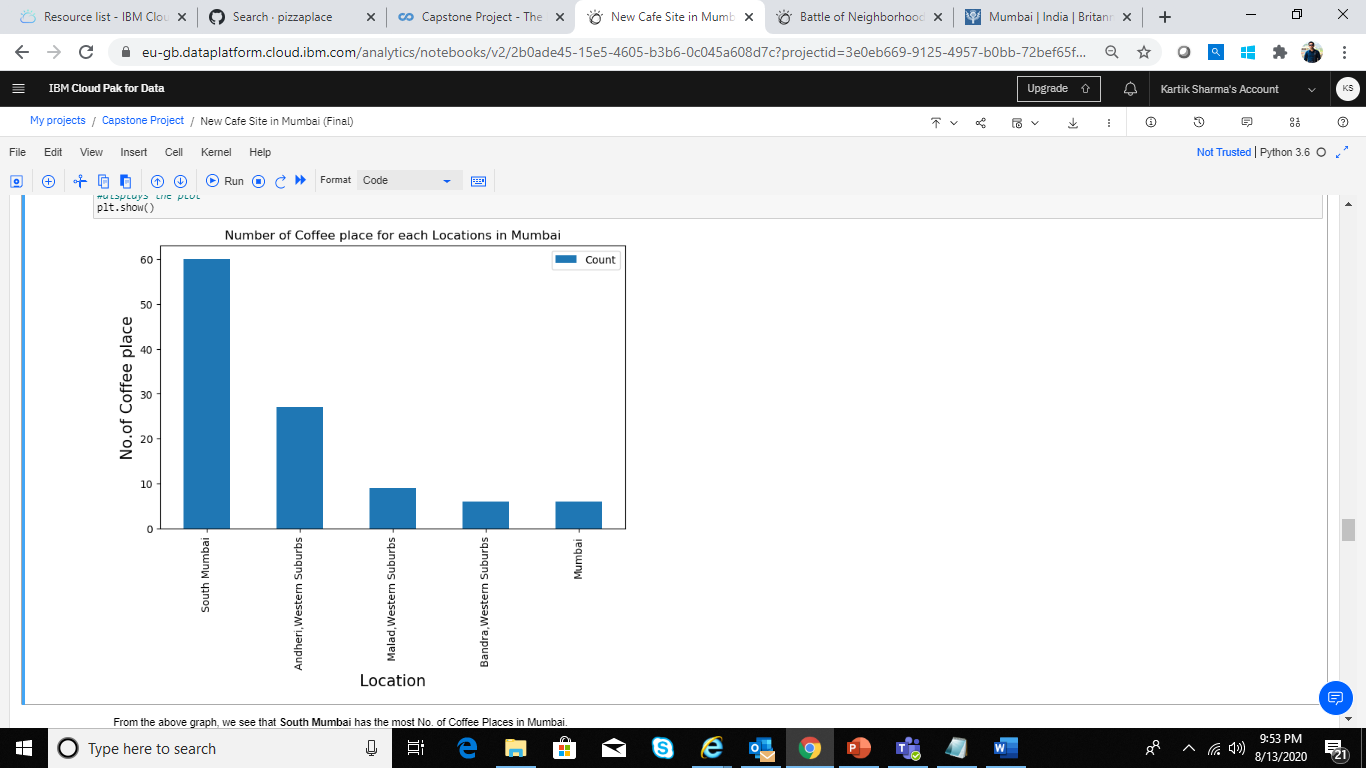 Resource list - IBM Clou
Search · pizzaplace
Capstone Project - The
New Cafe Site in Mumb
Battle of Neighborhood
Mumbai | India | Britann
eu-gb.dataplatform.cloud.ibm.com/analytics/notebooks/v2/2b0ade45-15e5-4605-b3b6-0c045a608d7c?projectid=3e0eb669-9125-4957-b0bb-72bef65f...
IBM Cloud Pak for Data
Upgrade
Kartik Sharma's Account
KS
My projects / Capstone Project / New Cafe Site in Mumbai (Final)
File Edit View Insert Cell Kernel Help
Not Trusted | Python 3.6
Run
Format
Code
#displays the plot
plt.show()
Number of Coffee place for each Locations in Mumbai
Count
60
50
40
30
20
10
0
No.of Coffee place
South Mumbai
Andheri,Western Suburbs
Malad,Western Suburbs
Bandra,Western Suburbs
Mumbai
Location
From the above graph, we see that South Mumbai has the most No. of Coffee Places in Mumbai.
Type here to search
9:53 PM
8/13/2020
21